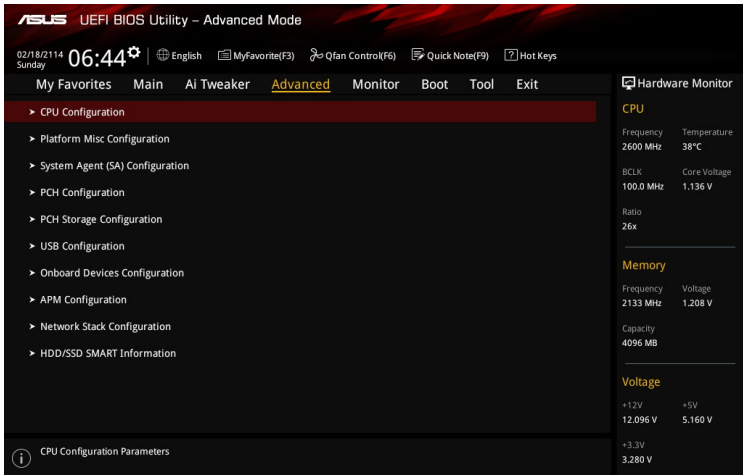 ASUS UEFI BIOS Utility – Advanced Mode
02/18/2114 Sunday 06:44 English MyFavorite(F3) Qfan Control(F6) Quick Note(F9) ? Hot Keys
My Favorites Main Ai Tweaker Advanced Monitor Boot Tool Exit
> CPU Configuration
> Platform Misc Configuration
> System Agent (SA) Configuration
> PCH Configuration
> PCH Storage Configuration
> USB Configuration
> Onboard Devices Configuration
> APM Configuration
> Network Stack Configuration
> HDD/SSD SMART Information
i CPU Configuration Parameters
Hardware Monitor
CPU
Frequency Temperature
2600 MHz 38°C
BCLK Core Voltage
100.0 MHz 1.136 V
Ratio
26x
Memory
Frequency Voltage
2133 MHz 1.208 V
Capacity
4096 MB
Voltage
+12V +5V
12.096 V 5.160 V
+3.3V
3.280 V